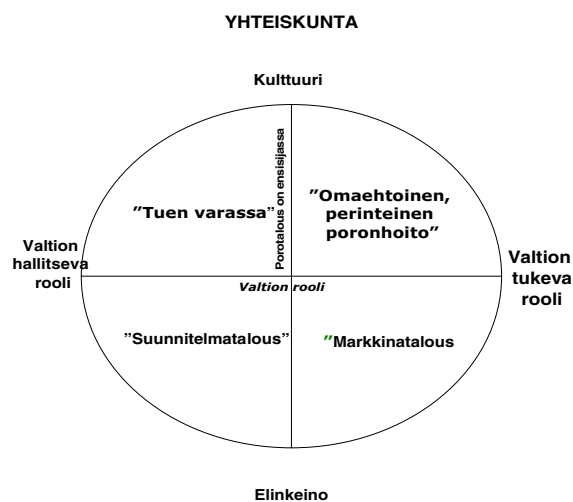 YHTEISKUNTA
Kulttuuri
Porotalous on ensisijassa
”Tuen varassa”
”Omaehtoinen,
perinteinen
poronhoito”
Valtion
hallitseva
rooli
Valtion
tukeva
rooli
Valtion rooli
”Suunnitelmatalous”
”Markkinatalous
Elinkeino